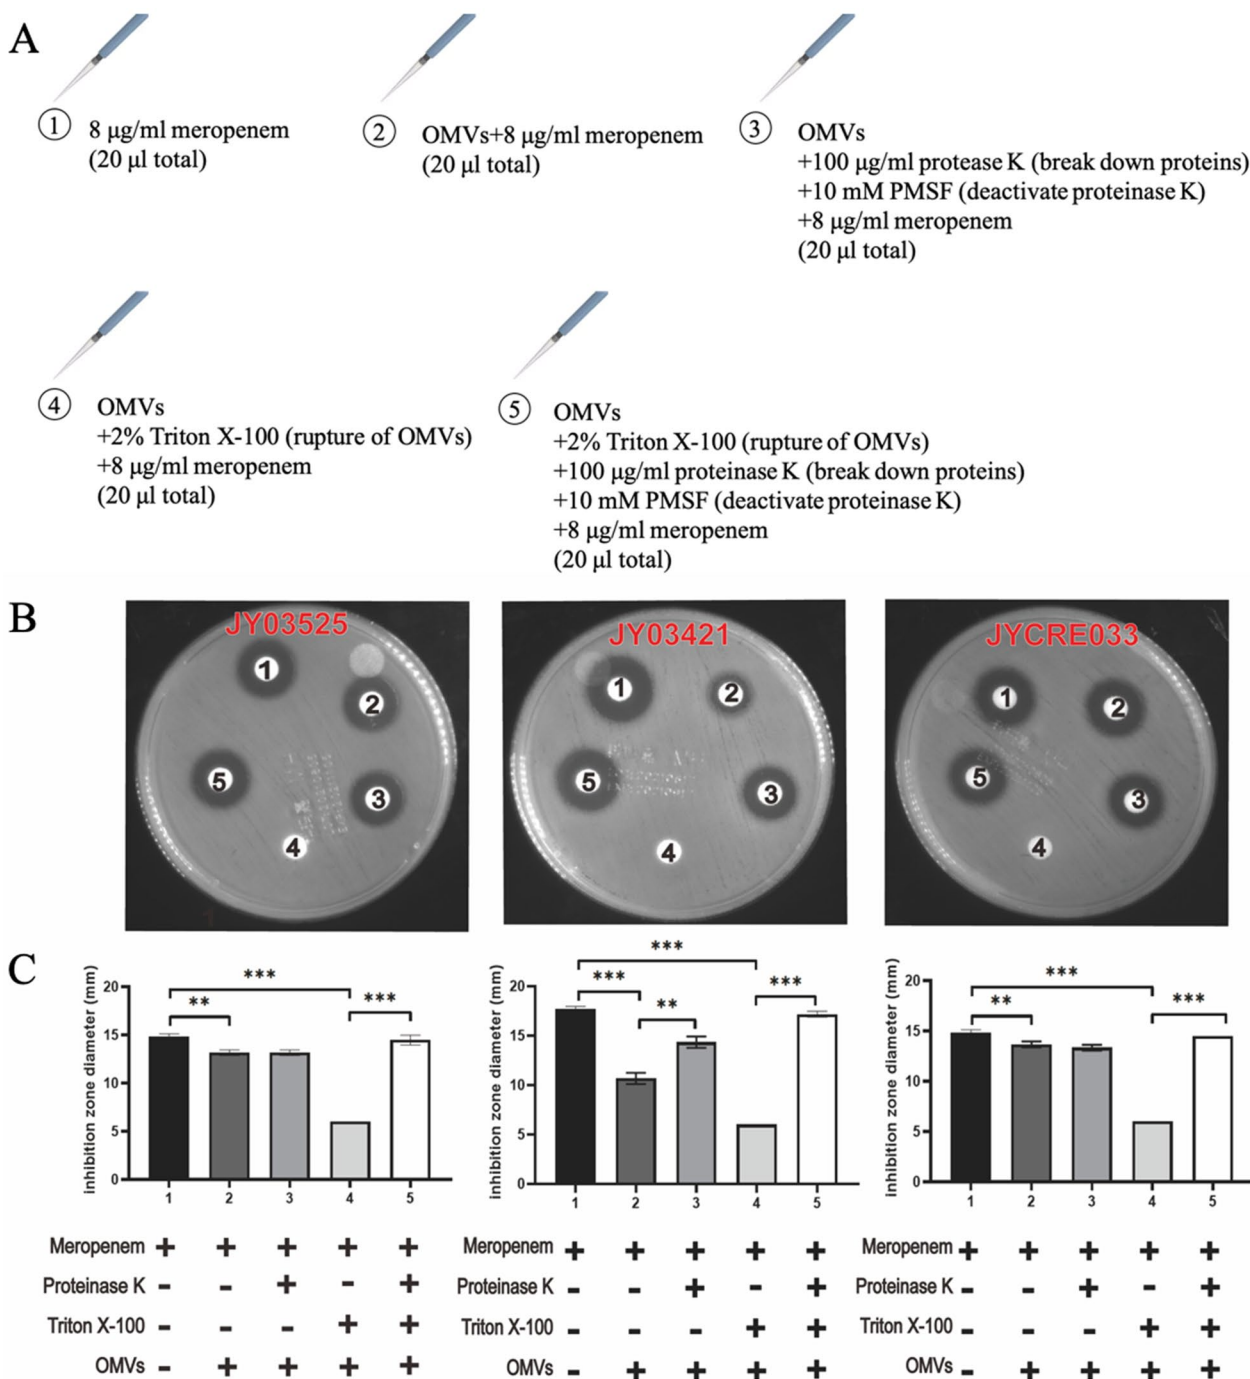 A
① 8 μg/ml meropenem
(20 μl total)
② OMVs+8 μg/ml meropenem
(20 μl total)
③ OMVs
+100 μg/ml protease K (break down proteins)
+10 mM PMSF (deactivate proteinase K)
+8 μg/ml meropenem
(20 μl total)
④ OMVs
+2% Triton X-100 (rupture of OMVs)
+8 μg/ml meropenem
(20 μl total)
⑤ OMVs
+2% Triton X-100 (rupture of OMVs)
+100 μg/ml proteinase K (break down proteins)
+10 mM PMSF (deactivate proteinase K)
+8 μg/ml meropenem
(20 μl total)
B
JY03525
1
2
3
4
5
JY03421
1
2
3
4
5
JYCRE033
1
2
3
4
5
C
inhibition zone diameter (mm)
20
15
10
5
0
***
**
***
1 2 3 4 5
Meropenem + + + + +
Proteinase K - - + - +
Triton X-100 - - - + +
OMVs - + + + +
inhibition zone diameter (mm)
20
15
10
5
0
***
***
**
***
1 2 3 4 5
Meropenem + + + + +
Proteinase K - - + - +
Triton X-100 - - - + +
OMVs - + + + +
inhibition zone diameter (mm)
20
15
10
5
0
***
**
***
1 2 3 4 5
Meropenem + + + + +
Proteinase K - - + - +
Triton X-100 - - - + +
OMVs - + + + +